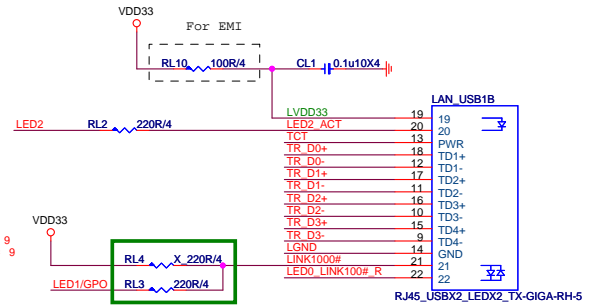 VDD33
For EMI
RL10 100R/4 CL1 0.1u10X4
LAN_USB1B
LVDD33 19 19
LED2 RL2 220R/4 LED2_ACT 20 20
TCT 13 PWR
TR_D0+ 18 TD1+
TR_D0- 12 TD1-
TR_D1+ 17 TD2+
TR_D1- 11 TD2-
TR_D2+ 16 TD3+
TR_D2- 10 TD3-
TR_D3+ 15 TD4+
TR_D3- 9 TD4-
LGND 14 GND
VDD33
9
9
RL4 X_220R/4 LINK1000# 21 21
LED0_LINK100#_R 22 22
LED1/GPO RL3 220R/4
RJ45_USBX2_LEDX2_TX-GIGA-RH-5